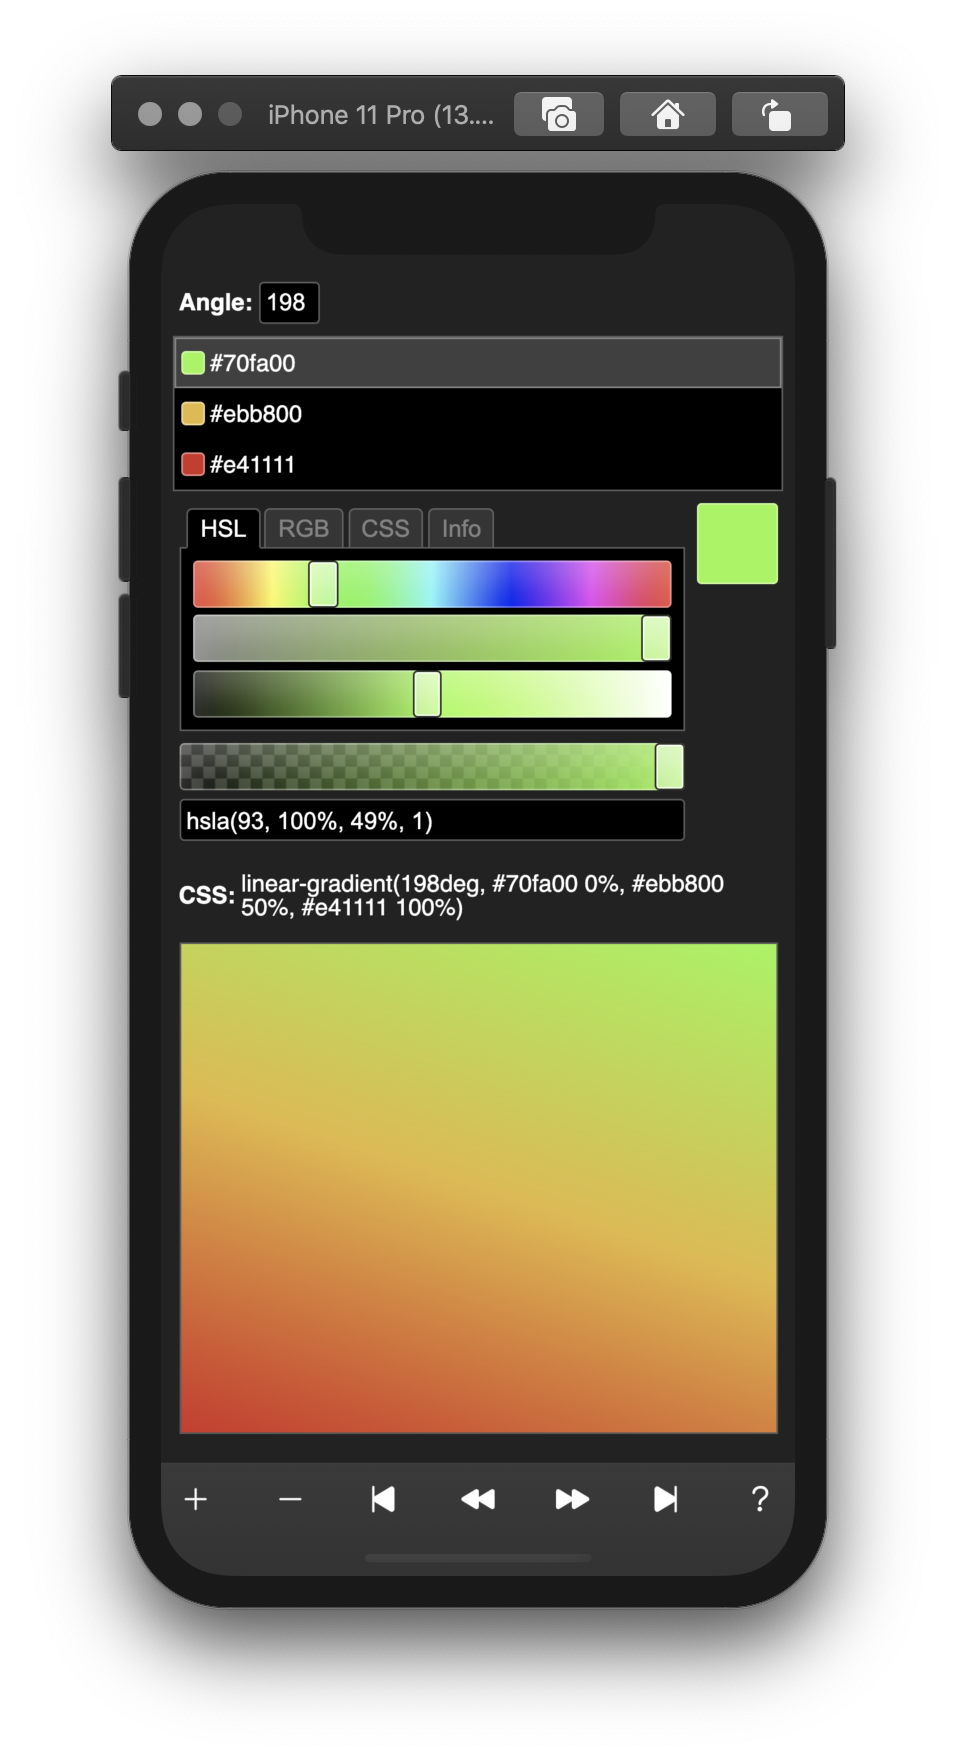 iPhone 11 Pro (13....
Angle: 198
#70fa00
#ebb800
#e41111
HSL RGB CSS Info
hsla(93, 100%, 49%, 1)
CSS: linear-gradient(198deg, #70fa00 0%, #ebb800
50%, #e41111 100%)
?